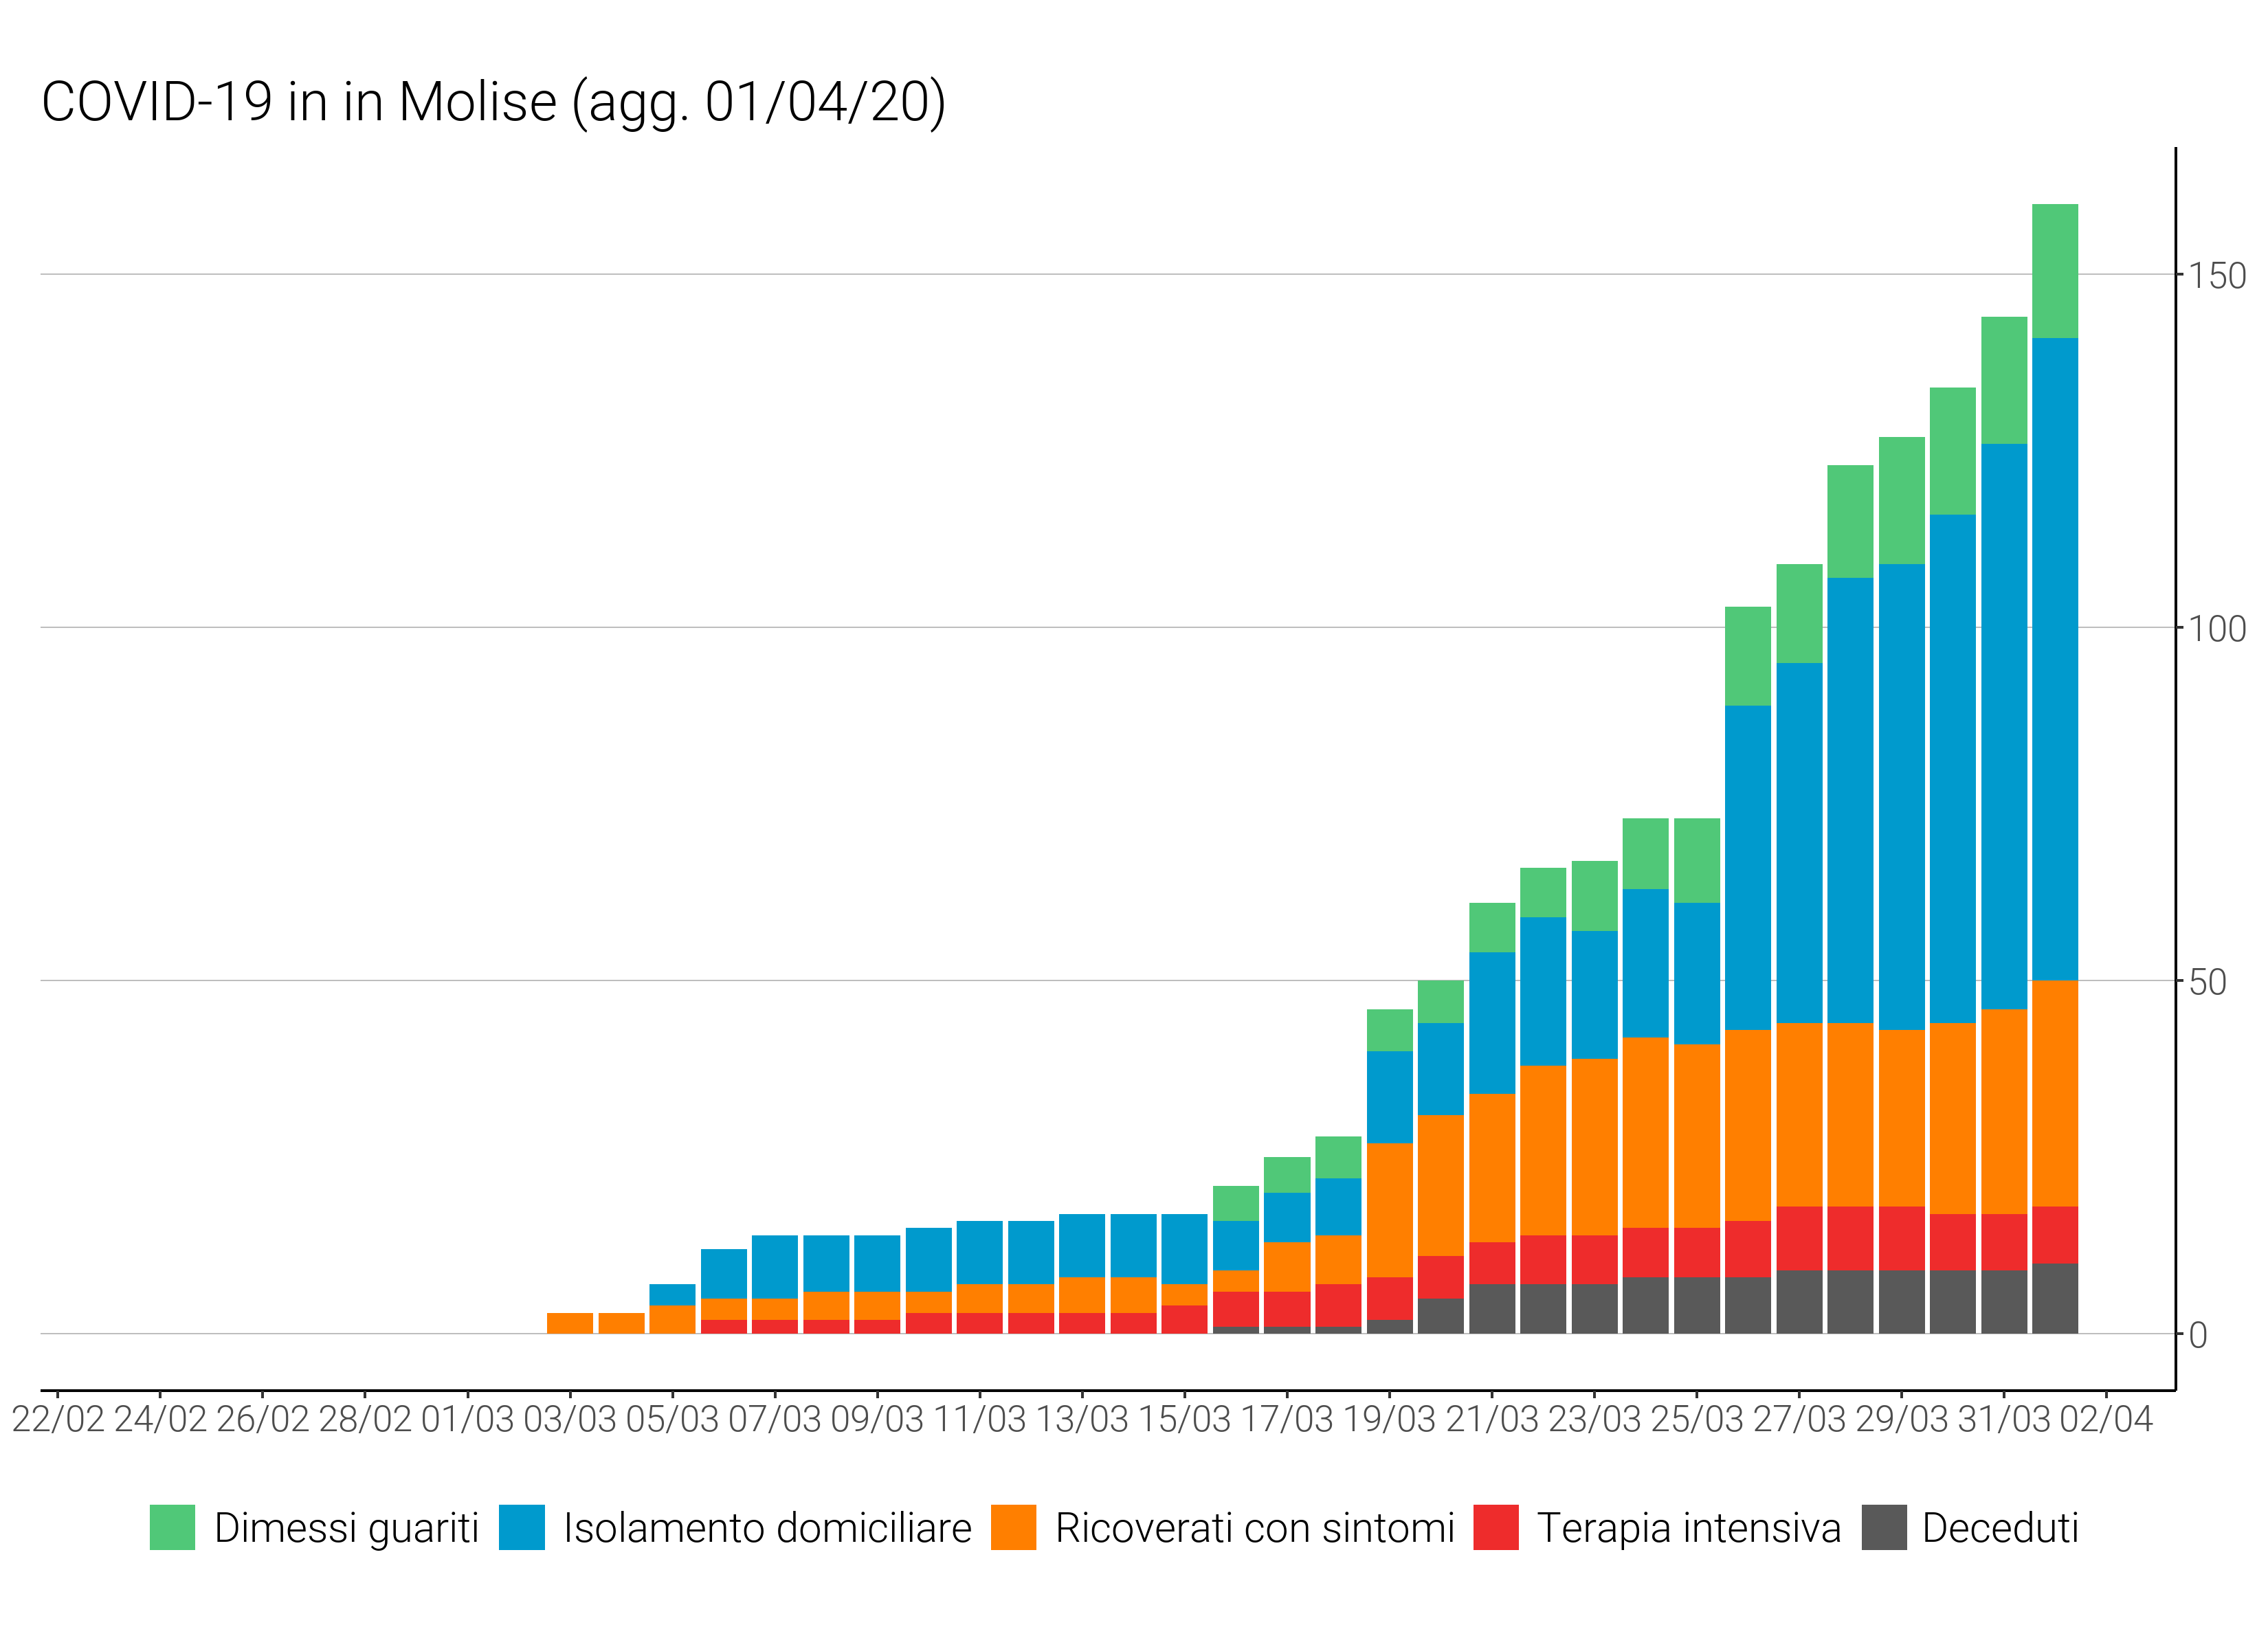 COVID-19 in in Molise (agg. 01/04/20)
150
100
50
0
22/02 24/02 26/02 28/02 01/03 03/03 05/03 07/03 09/03 11/03 13/03 15/03 17/03 19/03 21/03 23/03 25/03 27/03 29/03 31/03 02/04
Dimessi guariti Isolamento domiciliare Ricoverati con sintomi Terapia intensiva Deceduti